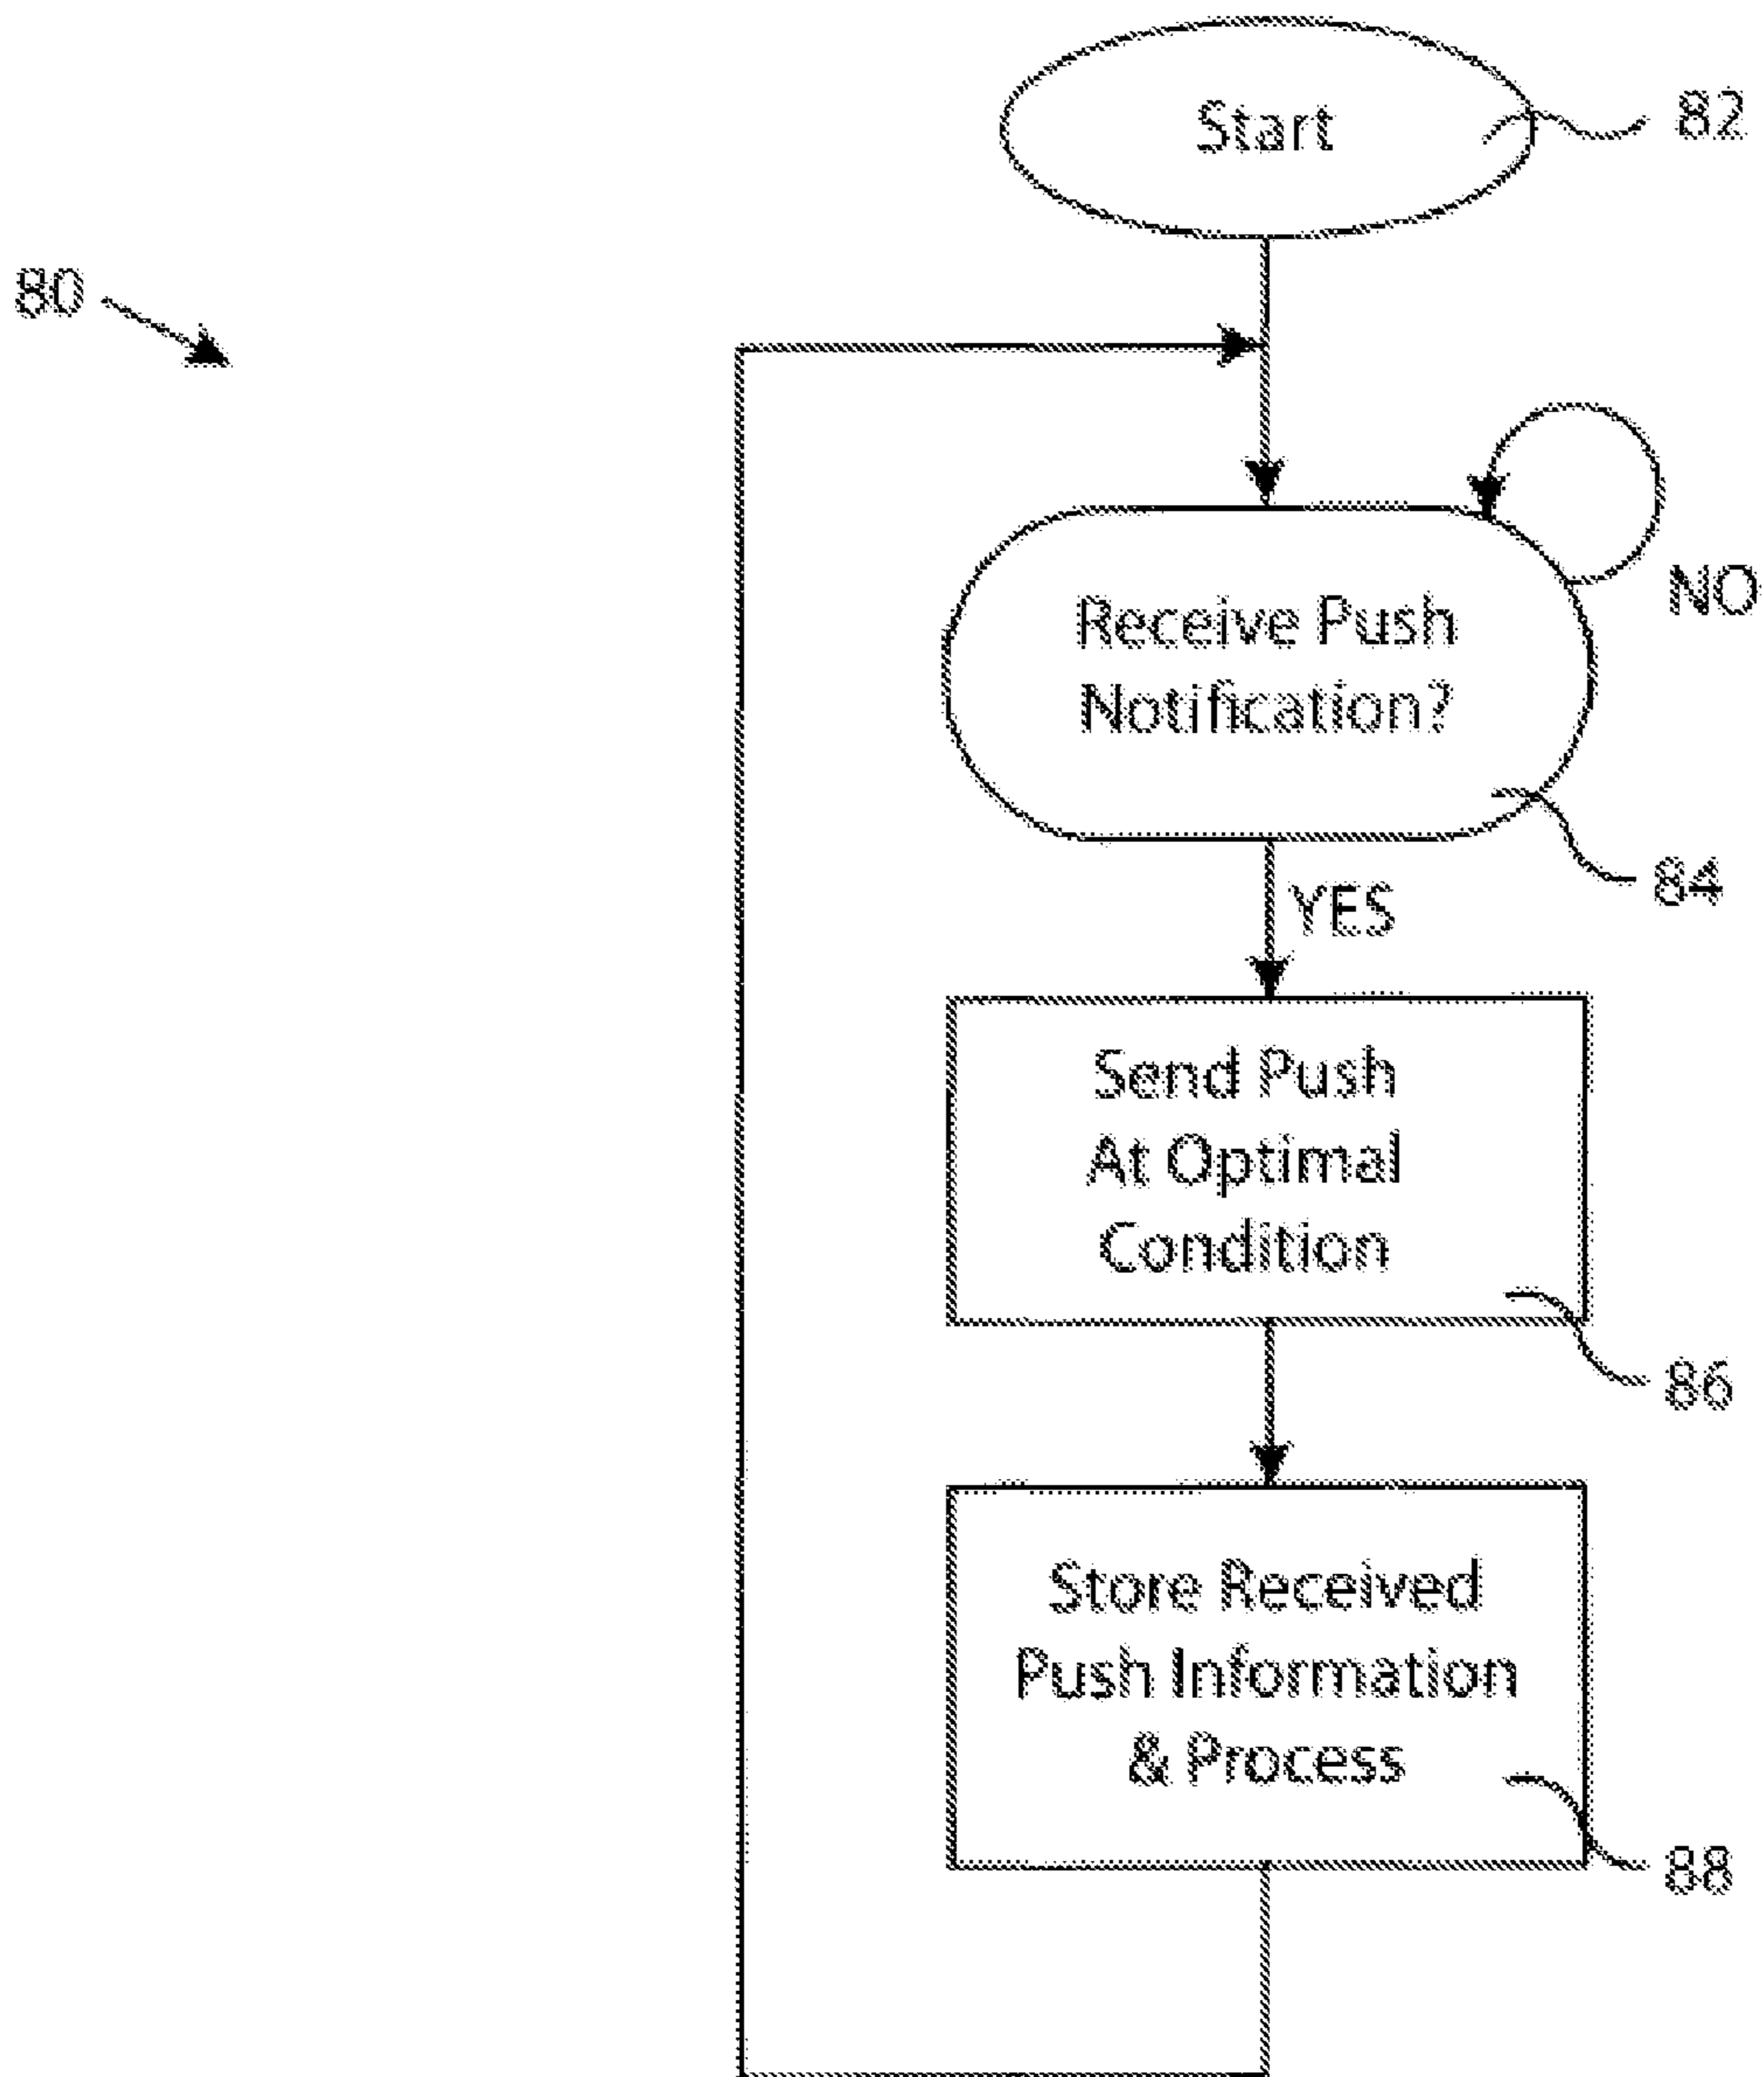 Start
82
80
NO
Receive Push
Notification?
84
YES
Send Push
At Optimal
Condition
86
Store Received
Push Information
& Process
88